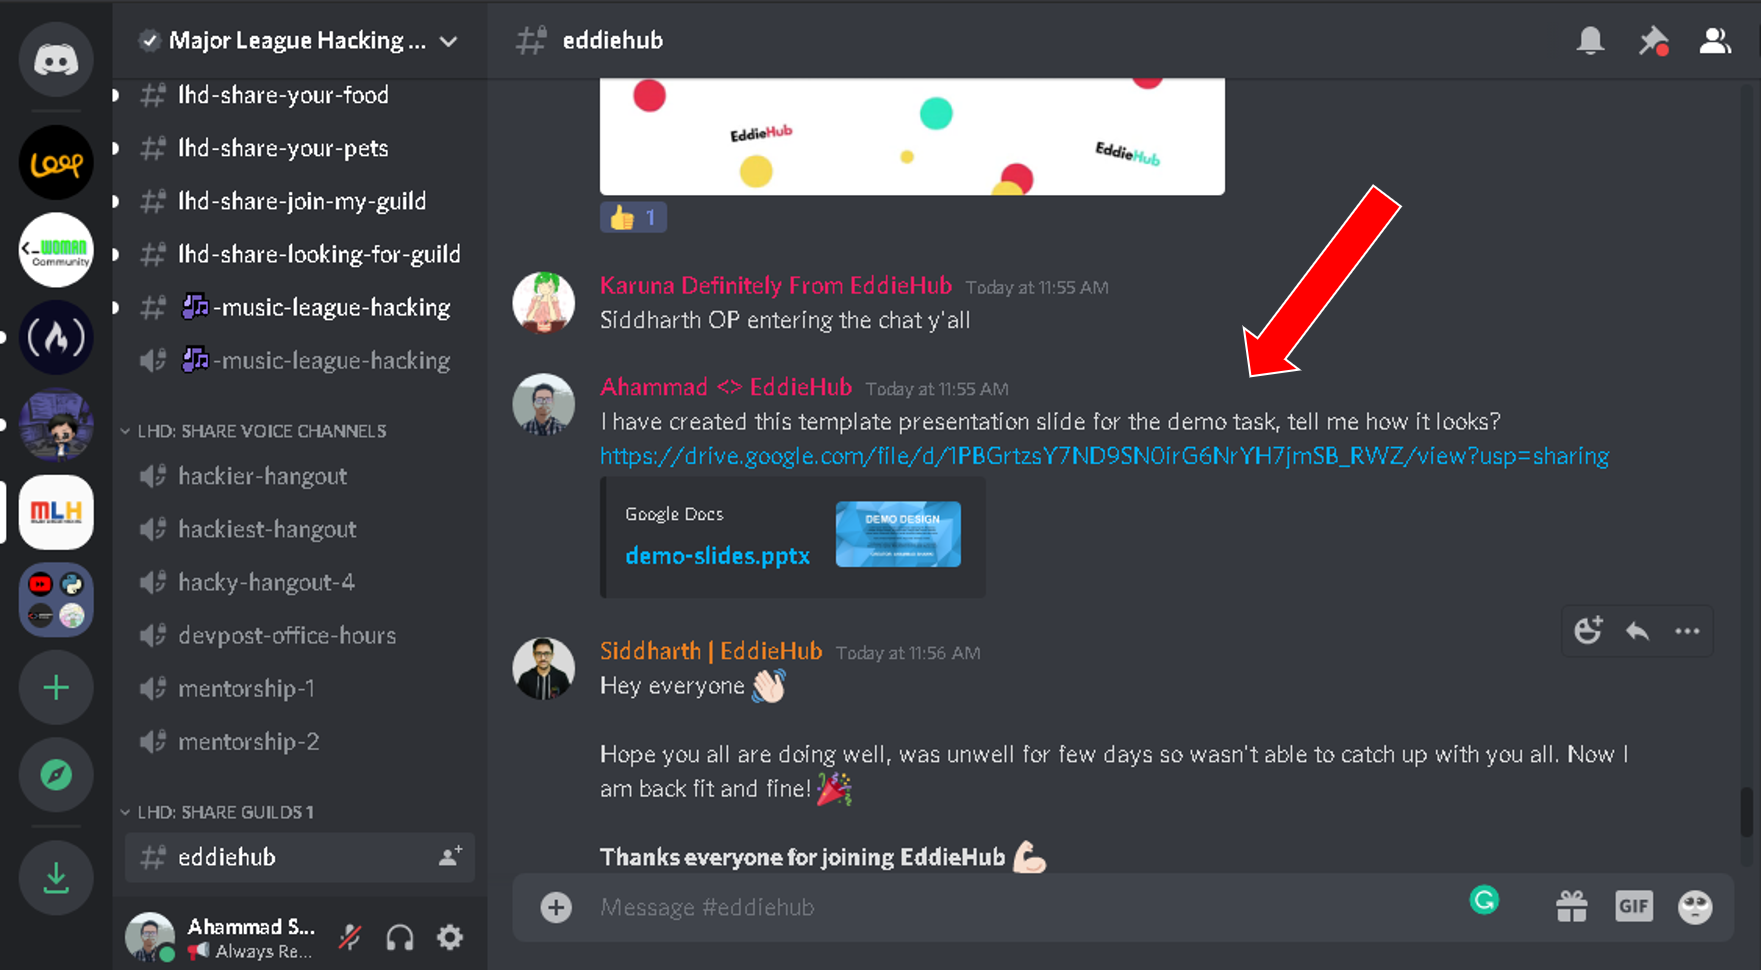 Major League Hacking ...
lhd-share-your-food
lhd-share-your-pets
lhd-share-join-my-guild
lhd-share-looking-for-guild
-music-league-hacking
-music-league-hacking
LHD: SHARE VOICE CHANNELS
hackier-hangout
hackiest-hangout
hacky-hangout-4
devpost-office-hours
mentorship-1
mentorship-2
LHD: SHARE GUILDS 1
eddiehub
Ahammad S...
Always Re...
Loop
<_WOMAN
Community
MLH
eddiehub
EddieHub
EddieHub
👍 1
Karuna Definitely From EddieHub Today at 11:55 AM
Siddharth OP entering the chat y'all
Ahammad <> EddieHub Today at 11:55 AM
I have created this template presentation slide for the demo task, tell me how it looks?
https://drive.google.com/file/d/1PBGrtzsY7ND9SN0irG6NrYH7jmSB_RWZ/view?usp=sharing
Google Docs
demo-slides.pptx
DEMO DESIGN
Siddharth | EddieHub Today at 11:56 AM
Hey everyone 👋🏻
Hope you all are doing well, was unwell for few days so wasn't able to catch up with you all. Now I
am back fit and fine! 🎉
Thanks everyone for joining EddieHub 💪🏻
Message #eddiehub
GIF